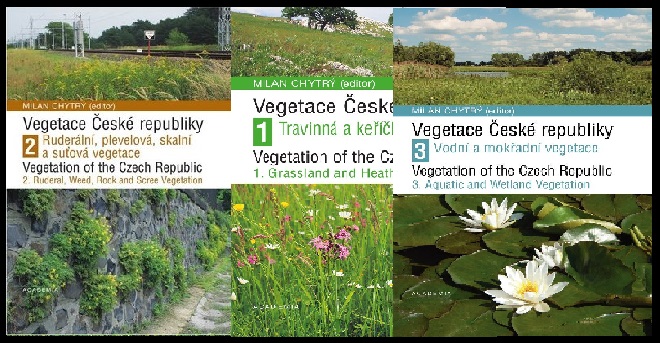 MILAN CHYTRÝ (editor)
Vegetace České republiky
2 Ruderální, plevelová, skalní
a suťová vegetace
Vegetation of the Czech Republic
2. Ruderal, Weed, Rock and Scree Vegetation
ACADEMIA
MILAN CHYTRÝ (editor)
Vegetace České
1 Travinná a keříč
Vegetation of the C
1. Grassland and Heath
ACADEMIA
MILAN CHYTRÝ (editor)
Vegetace České republiky
3 Vodní a mokřadní vegetace
Vegetation of the Czech Republic
3. Aquatic and Wetland Vegetation
ACADEMIA